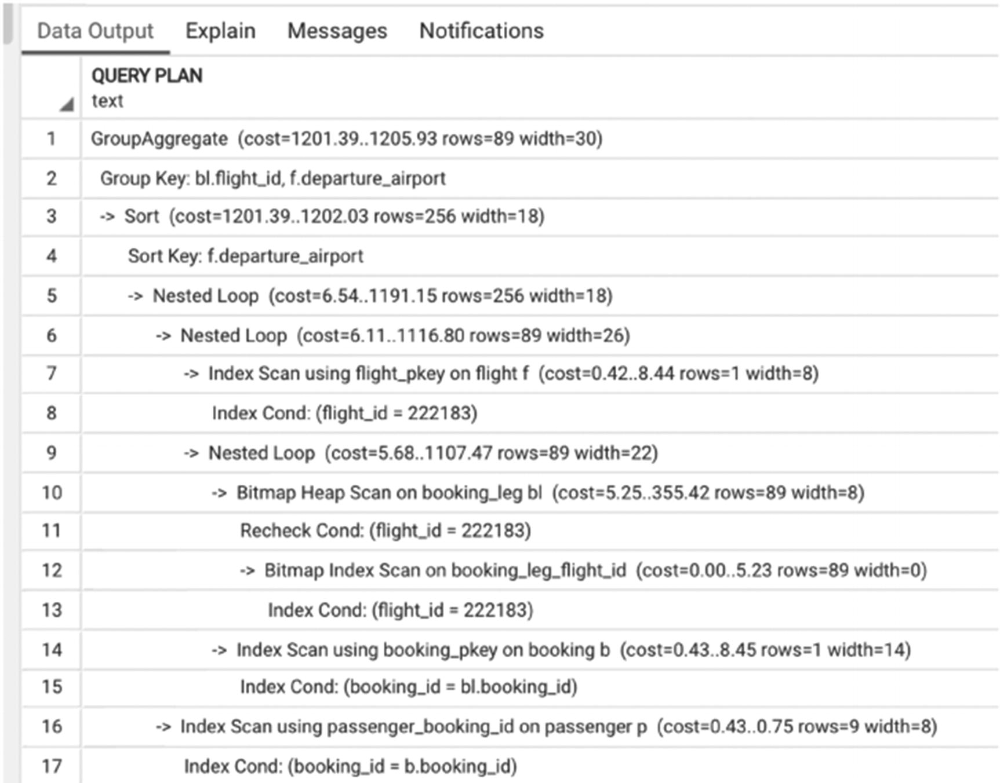 Data Output Explain Messages Notifications
QUERY PLAN
text
1 GroupAggregate (cost=1201.39..1205.93 rows=89 width=30)
2 Group Key: bl.flight_id, f.departure_airport
3 -> Sort (cost=1201.39..1202.03 rows=256 width=18)
4 Sort Key: f.departure_airport
5 -> Nested Loop (cost=6.54..1191.15 rows=256 width=18)
6 -> Nested Loop (cost=6.11..1116.80 rows=89 width=26)
7 -> Index Scan using flight_pkey on flight f (cost=0.42..8.44 rows=1 width=8)
8 Index Cond: (flight_id = 222183)
9 -> Nested Loop (cost=5.68..1107.47 rows=89 width=22)
10 -> Bitmap Heap Scan on booking_leg bl (cost=5.25..355.42 rows=89 width=8)
11 Recheck Cond: (flight_id = 222183)
12 -> Bitmap Index Scan on booking_leg_flight_id (cost=0.00..5.23 rows=89 width=0)
13 Index Cond: (flight_id = 222183)
14 -> Index Scan using booking_pkey on booking b (cost=0.43..8.45 rows=1 width=14)
15 Index Cond: (booking_id = bl.booking_id)
16 -> Index Scan using passenger_booking_id on passenger p (cost=0.43..0.75 rows=9 width=8)
17 Index Cond: (booking_id = b.booking_id)